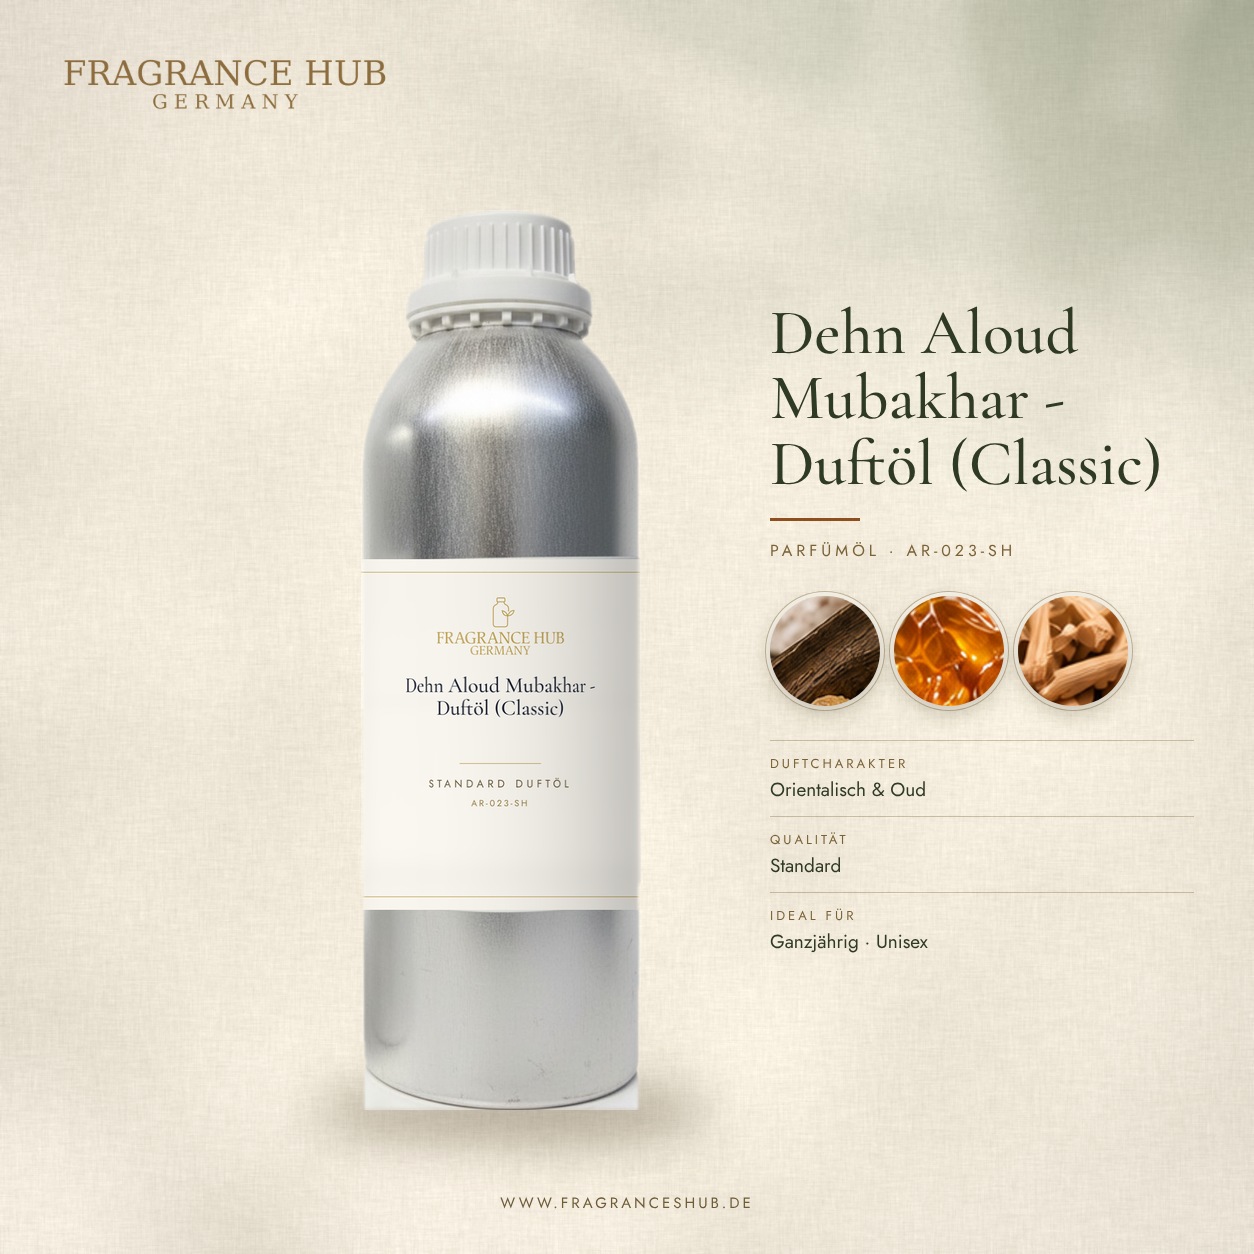 FRAGRANCE HUB
GERMANY
Dehn Aloud
Mubakhar -
Duftöl (Classic)
PARFÜMÖL · AR-023-SH
DUFTCHARAKTER
Orientalisch & Oud
QUALITÄT
Standard
IDEAL FÜR
Ganzjährig · Unisex
FRAGRANCE HUB
GERMANY
Dehn Aloud Mubakhar -
Duftöl (Classic)
STANDARD DUFTÖL
AR-023-SH
WWW.FRAGRANCESHUB.DE